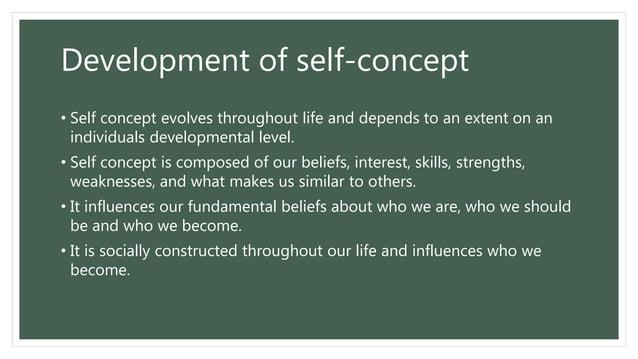 Development of self-concept
• Self concept evolves throughout life and depends to an extent on an
individuals developmental level.
• Self concept is composed of our beliefs, interest, skills, strengths,
weaknesses, and what makes us similar to others.
• It influences our fundamental beliefs about who we are, who we should
be and who we become.
• It is socially constructed throughout our life and influences who we
become.